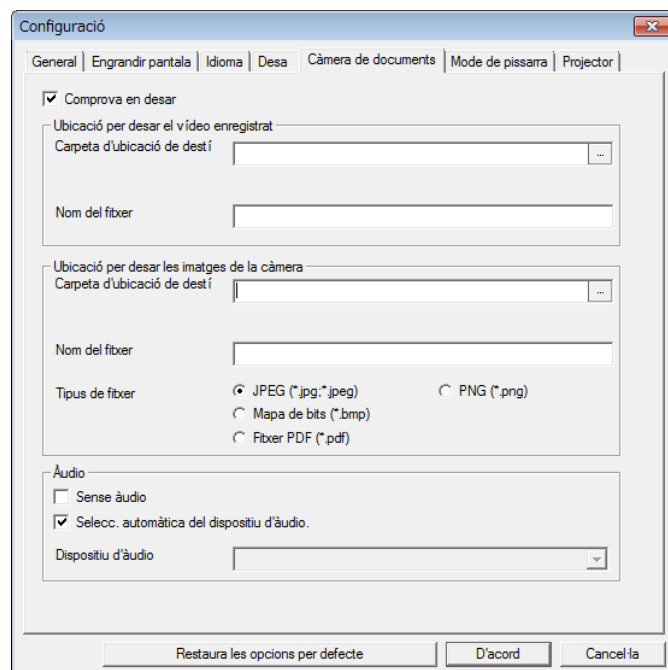 Configuració
General Engrandir pantala Idioma Desa Càmera de documents Mode de pissarra Projector
Comprova en desar
Ubicació per desar el vídeo enregistrat
Carpeta d'ubicació de destí ...
Nom del fitxer
Ubicació per desar les imatges de la càmera
Carpeta d'ubicació de destí ...
Nom del fitxer
Tipus de fitxer JPEG (*.jpg;*.jpeg) PNG (*.png)
Mapa de bits (*.bmp)
Fitxer PDF (*.pdf)
Àudio
Sense àudio
Selecc. automàtica del dispositiu d'àudio.
Dispositiu d'àudio
Restaura les opcions per defecte D'acord Cancel·la